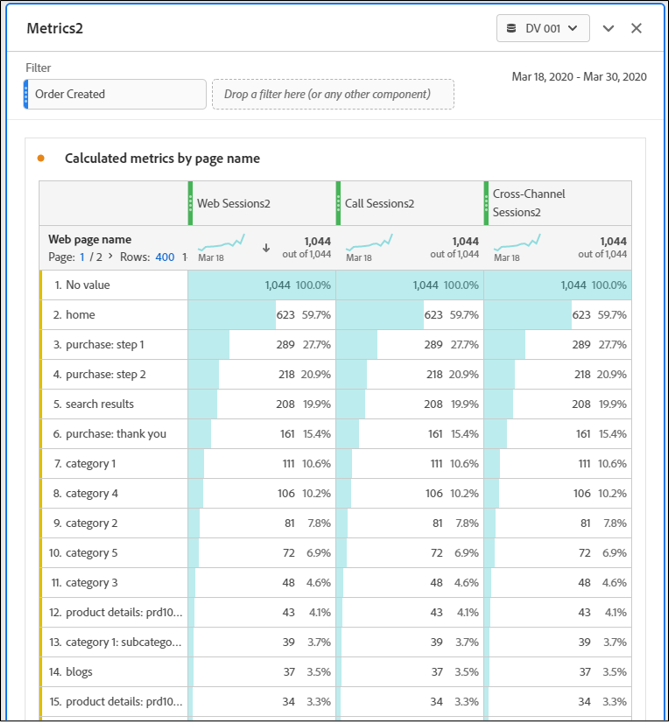 Metrics2
DV 001
Filter
Order Created
Drop a filter here (or any other component)
Mar 18, 2020 - Mar 30, 2020
Calculated metrics by page name
Web Sessions2
Call Sessions2
Cross-Channel
Sessions2
Web page name
Page: 1 / 2 > Rows: 400 1-
Mar 18
1,044
out of 1,044
Mar 18
1,044
out of 1,044
Mar 18
1,044
out of 1,044
1. No value 1,044 100.0% 1,044 100.0% 1,044 100.0%
2. home 623 59.7% 623 59.7% 623 59.7%
3. purchase: step 1 289 27.7% 289 27.7% 289 27.7%
4. purchase: step 2 218 20.9% 218 20.9% 218 20.9%
5. search results 208 19.9% 208 19.9% 208 19.9%
6. purchase: thank you 161 15.4% 161 15.4% 161 15.4%
7. category 1 111 10.6% 111 10.6% 111 10.6%
8. category 4 106 10.2% 106 10.2% 106 10.2%
9. category 2 81 7.8% 81 7.8% 81 7.8%
10. category 5 72 6.9% 72 6.9% 72 6.9%
11. category 3 48 4.6% 48 4.6% 48 4.6%
12. product details: prd10... 43 4.1% 43 4.1% 43 4.1%
13. category 1: subcatego... 39 3.7% 39 3.7% 39 3.7%
14. blogs 37 3.5% 37 3.5% 37 3.5%
15. product details: prd10... 34 3.3% 34 3.3% 34 3.3%